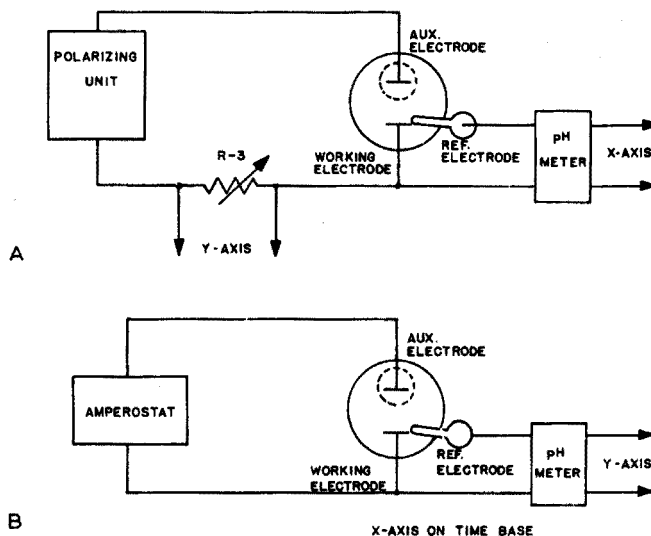 AUX.
ELECTRODE
POLARIZING
UNIT
R-3
WORKING
ELECTRODE
REF.
ELECTRODE
pH
METER
X-AXIS
Y-AXIS
A
AUX.
ELECTRODE
AMPEROSTAT
WORKING
ELECTRODE
REF.
ELECTRODE
pH
METER
Y-AXIS
B
X-AXIS ON TIME BASE